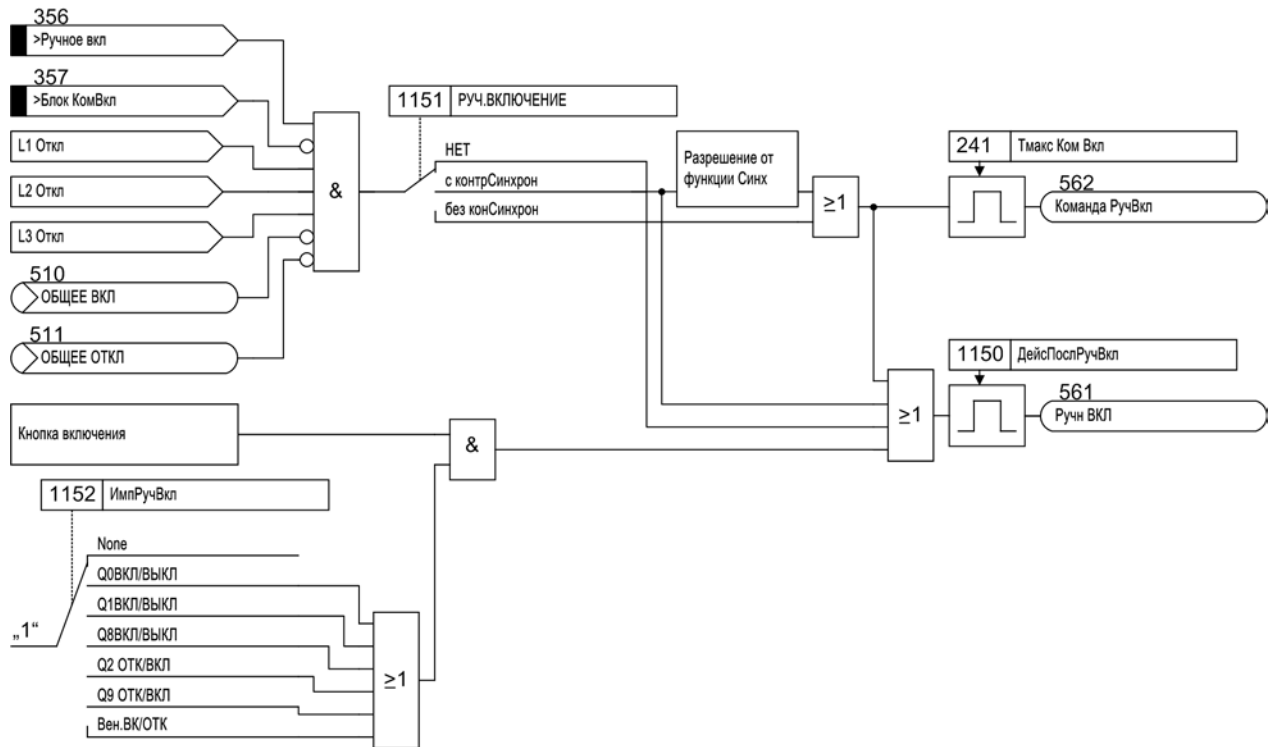 356
>Ручное вкл
357
>Блок КомВкл
L1 Откл
L2 Откл
L3 Откл
510
ОБЩЕЕ ВКЛ
511
ОБЩЕЕ ОТКЛ
&
1151 РУЧ.ВКЛЮЧЕНИЕ
НЕТ
с контрСинхрон
без конСинхрон
Разрешение от
функции Синх
≥1
241 Тмакс Ком Вкл
562
Команда РучВкл
1150 ДейсПослРучВкл
561
Ручн ВКЛ
≥1
Кнопка включения
&
1152 ИмпРучВкл
None
Q0ВКЛ/ВЫКЛ
Q1ВКЛ/ВЫКЛ
Q8ВКЛ/ВЫКЛ
Q2 ОТК/ВКЛ
Q9 ОТК/ВКЛ
Вен.ВК/ОТК
„1“
≥1